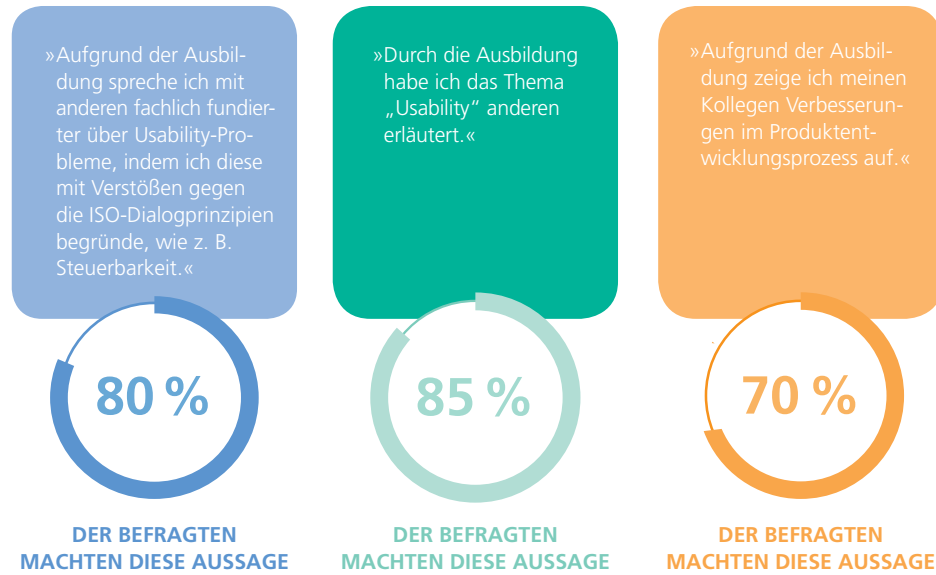 »Aufgrund der Ausbil-
dung spreche ich mit
anderen fachlich fundier-
ter über Usability-Pro-
bleme, indem ich diese
mit Verstößen gegen
die ISO-Dialogprinzipien
begründe, wie z. B.
Steuerbarkeit.«
80 %
DER BEFRAGTEN
MACHTEN DIESE AUSSAGE
»Durch die Ausbildung
habe ich das Thema
„Usability“ anderen
erläutert.«
85 %
DER BEFRAGTEN
MACHTEN DIESE AUSSAGE
»Aufgrund der Ausbil-
dung zeige ich meinen
Kollegen Verbesserun-
gen im Produktent-
wicklungsprozess auf.«
70 %
DER BEFRAGTEN
MACHTEN DIESE AUSSAGE